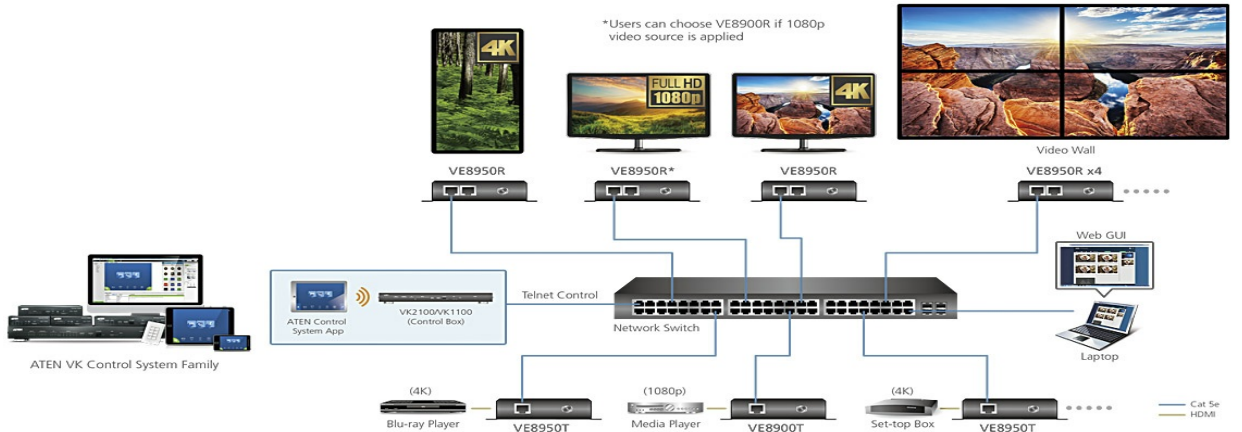 *Users can choose VE8900R if 1080p
video source is applied
4K
FULL HD
1080p
4K
Video Wall
VE8950R
VE8950R*
VE8950R
VE8950R x4
Web GUI
Telnet Control
ATEN Control
System App
VK2100/VK1100
(Control Box)
Network Switch
Laptop
ATEN VK Control System Family
(4K)
(1080p)
(4K)
Blu-ray Player
VE8950T
Media Player
VE8900T
Set-top Box
VE8950T
Cat 5e
HDMI